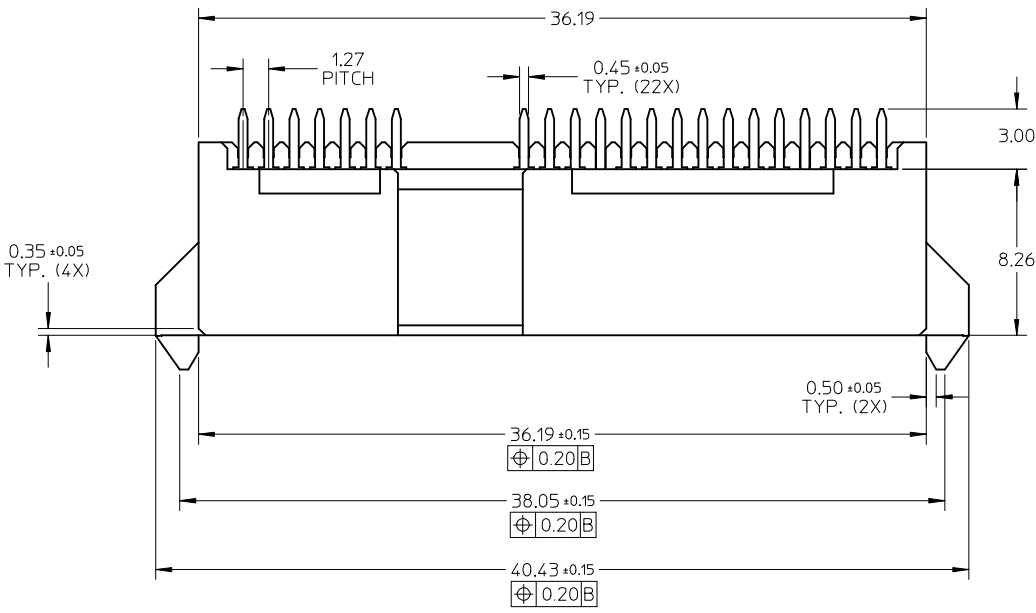 36.19
1.27
PITCH
0.45 ±0.05
TYP. (22X)
3.00
0.35 ±0.05
TYP. (4X)
8.26
0.50 ±0.05
TYP. (2X)
36.19 ±0.15
⌖ 0.20 B
38.05 ±0.15
⌖ 0.20 B
40.43 ±0.15
⌖ 0.20 B